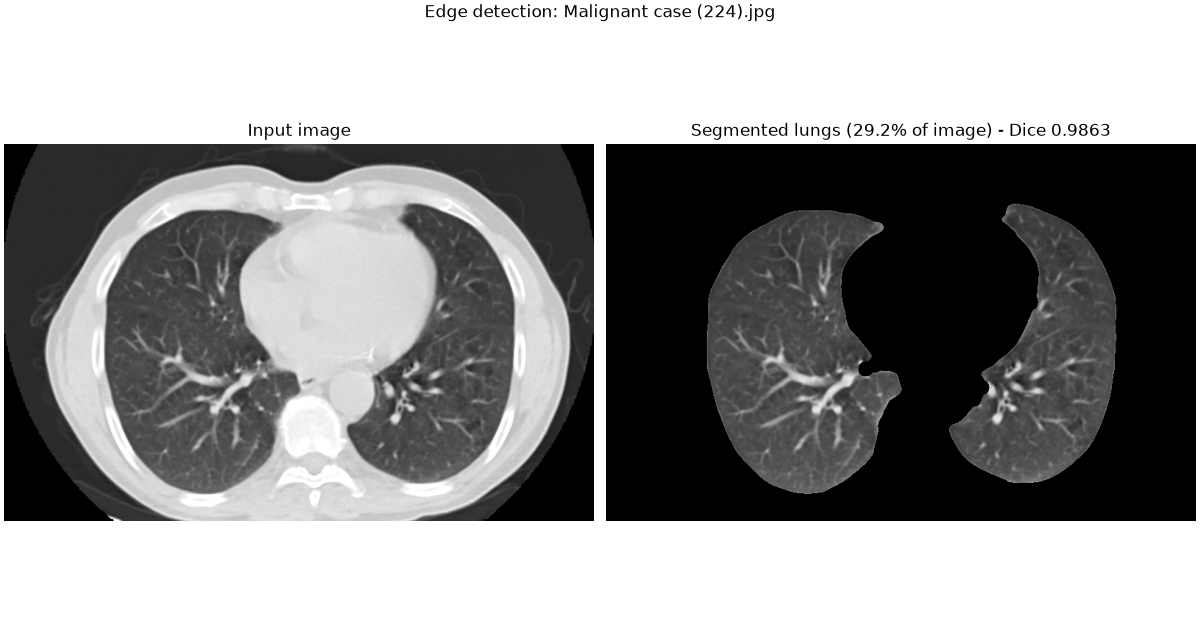 Edge detection: Malignant case (224).jpg
Input image
Segmented lungs (29.2% of image) - Dice 0.9863